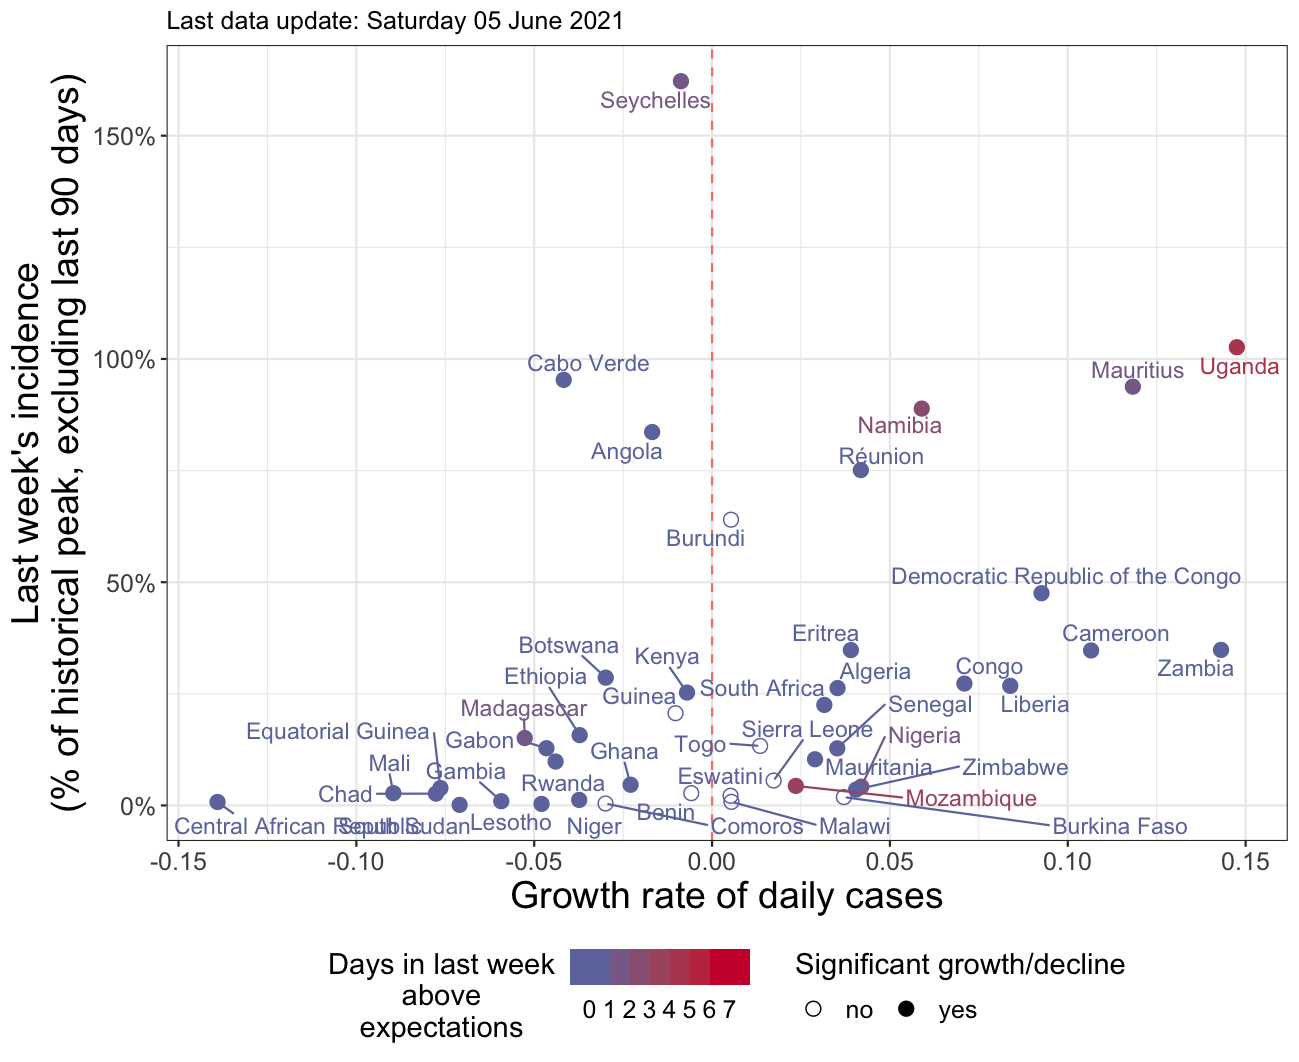 Last data update: Saturday 05 June 2021
Last week's incidence
(% of historical peak, excluding last 90 days)
150%
100%
50%
0%
Seychelles
Cabo Verde
Mauritius
Uganda
Namibia
Angola
Réunion
Burundi
Democratic Republic of the Congo
Eritrea
Cameroon
Botswana
Kenya
Congo
Zambia
Ethiopia
Algeria
Guinea
South Africa
Senegal
Liberia
Madagascar
Equatorial Guinea
Sierra Leone
Nigeria
Gabon
Togo
Ghana
Mali
Gambia
Eswatini
Mauritania
Zimbabwe
Rwanda
Chad
Mozambique
Benin
Central African Republic
South Sudan
Lesotho
Niger
Comoros
Malawi
Burkina Faso
-0.15
-0.10
-0.05
0.00
0.05
0.10
0.15
Growth rate of daily cases
Days in last week
above
expectations
0 1 2 3 4 5 6 7
Significant growth/decline
no
yes